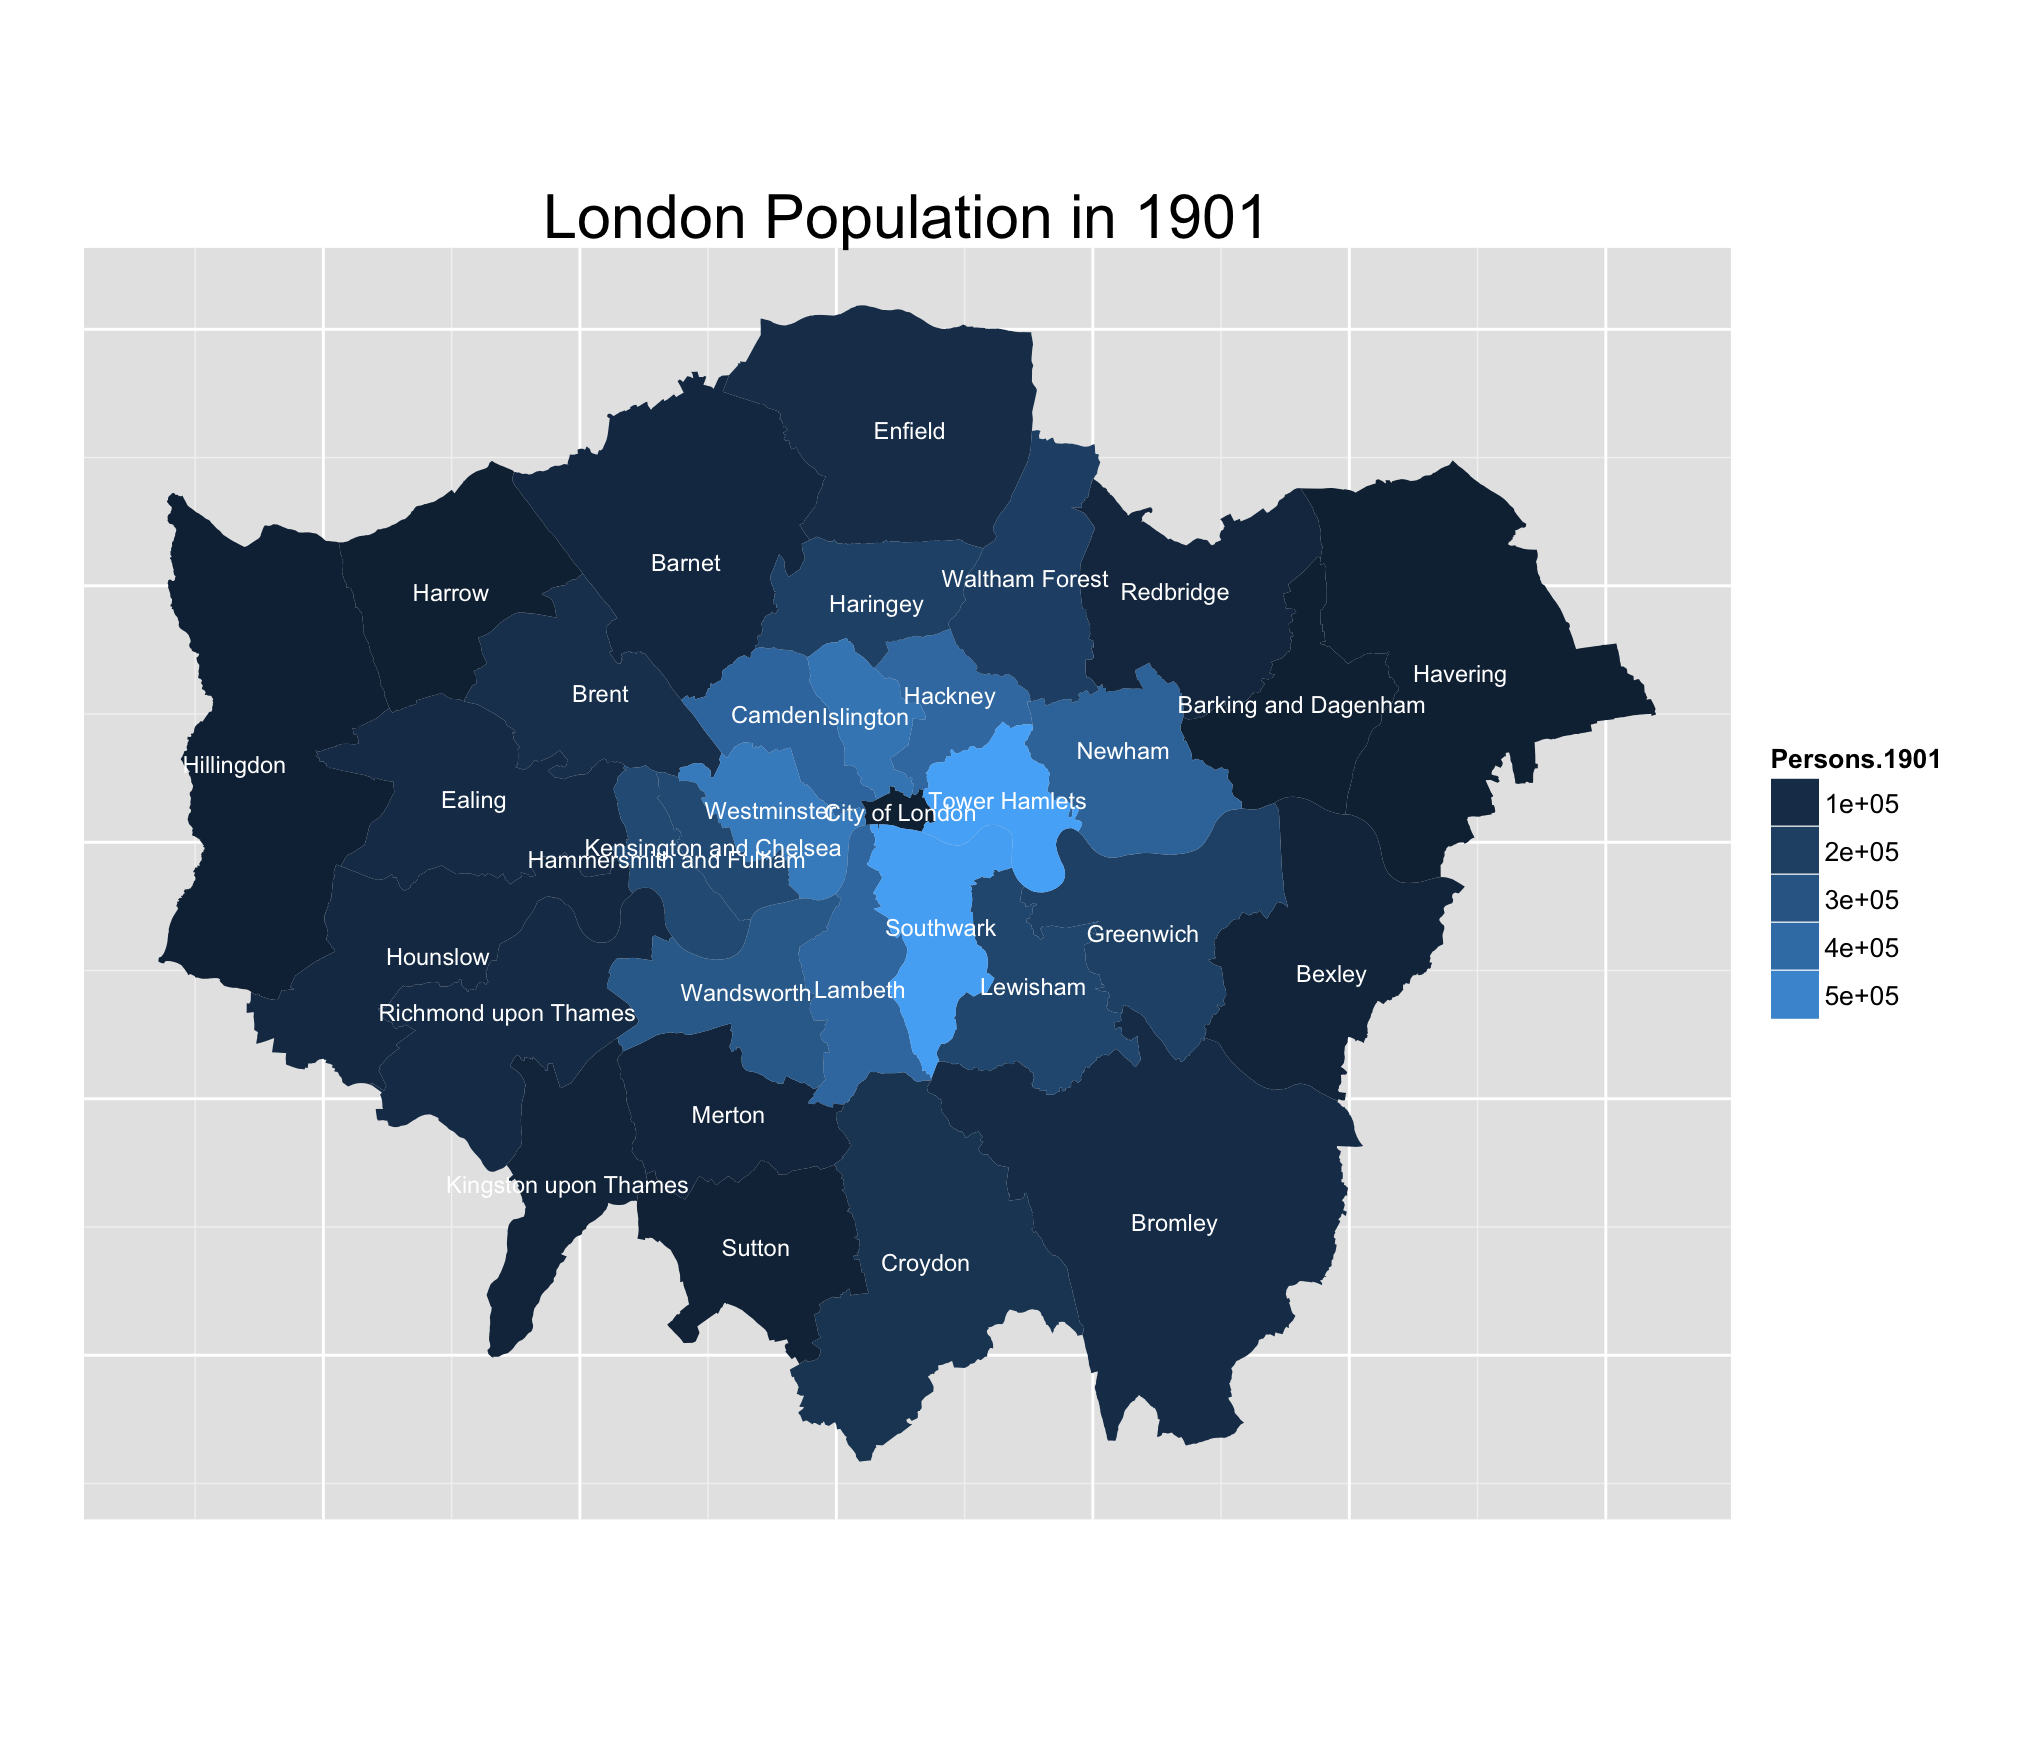 London Population in 1901
Enfield
Barnet
Waltham Forest
Harrow
Redbridge
Haringey
Havering
Brent
Hackney
Barking and Dagenham
Camden
Islington
Newham
Hillingdon
Ealing
Tower Hamlets
Westminster
City of London
Kensington and Chelsea
Hammersmith and Fulham
Southwark
Greenwich
Hounslow
Bexley
Lewisham
Wandsworth
Lambeth
Richmond upon Thames
Merton
Kingston upon Thames
Bromley
Sutton
Croydon
Persons.1901
1e+05
2e+05
3e+05
4e+05
5e+05